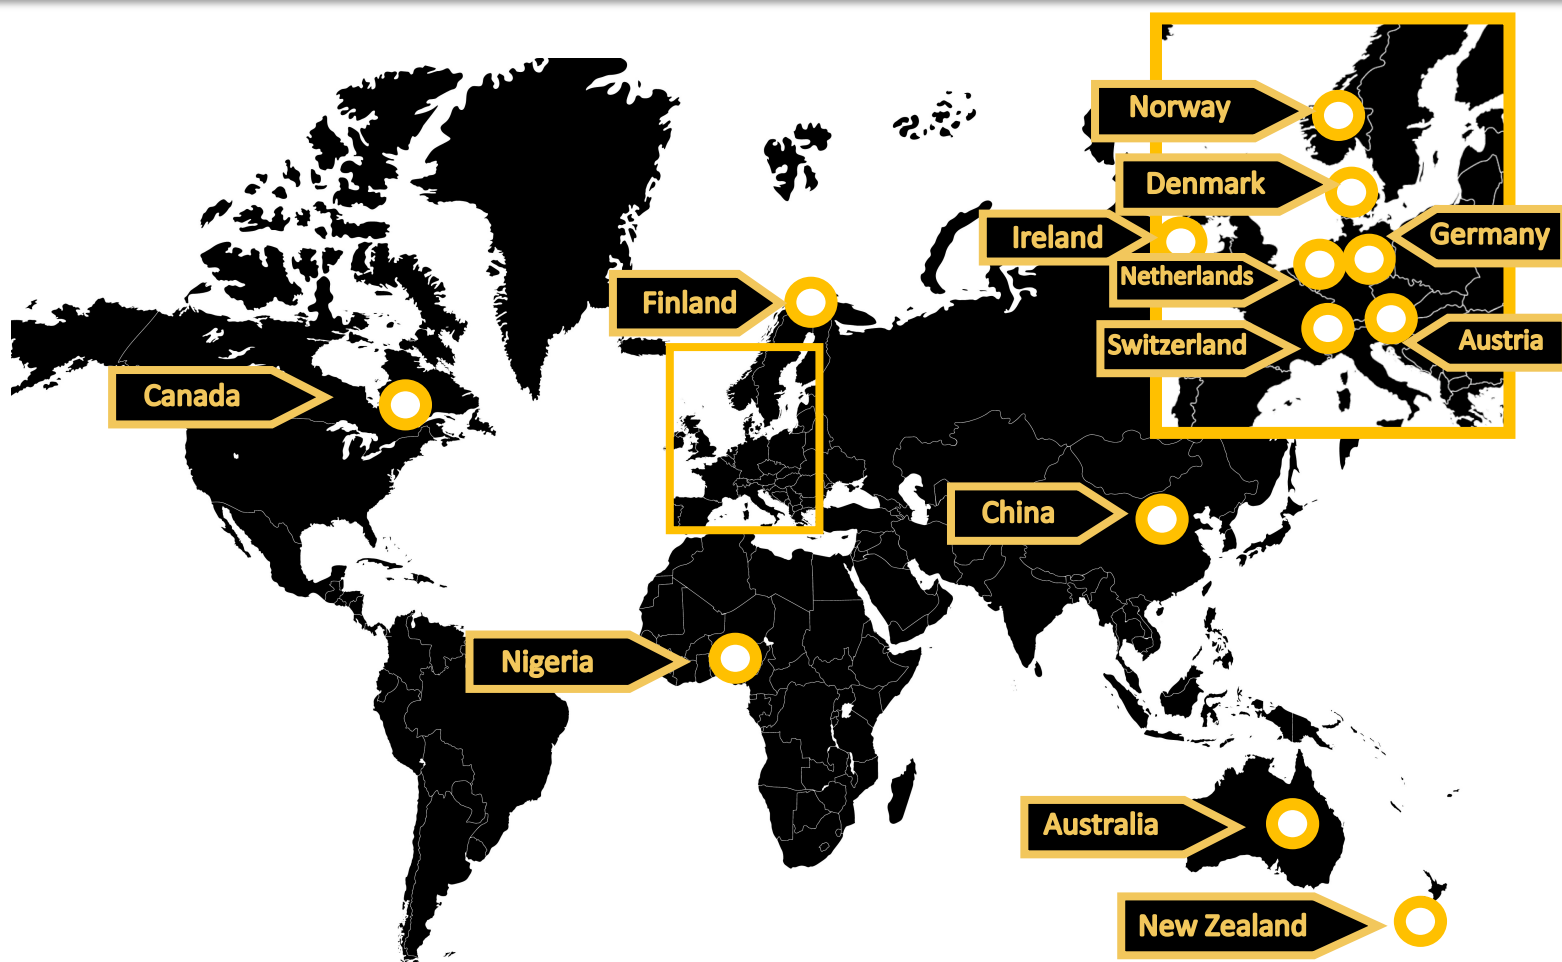 Norway
Denmark
Ireland
Germany
Netherlands
Finland
Switzerland
Austria
Canada
China
Nigeria
Australia
New Zealand